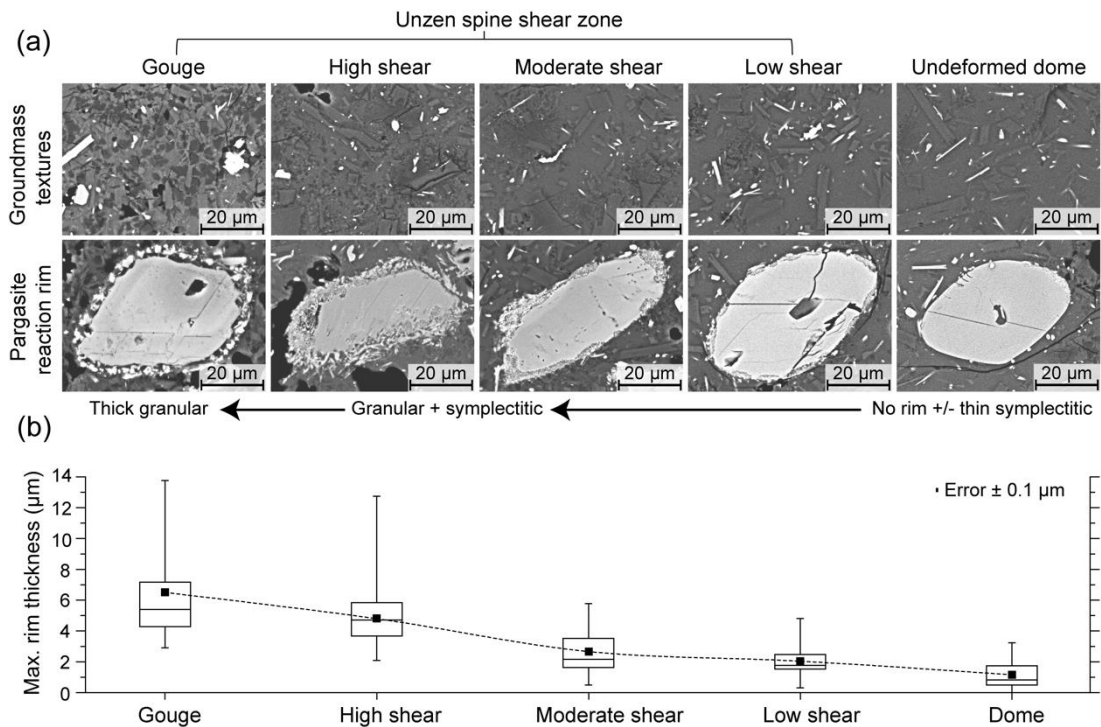 Unzen spine shear zone
(a)
Gouge High shear Moderate shear Low shear Undeformed dome
Groundmass
textures
20 µm 20 µm 20 µm 20 µm 20 µm
Pargasite
reaction rim
20 µm 20 µm 20 µm 20 µm 20 µm
Thick granular Granular + symplectitic No rim +/- thin symplectitic
(b)
Max. rim thickness (µm)
14
12
10
8
6
4
2
0
Error ± 0.1 µm
Gouge High shear Moderate shear Low shear Dome